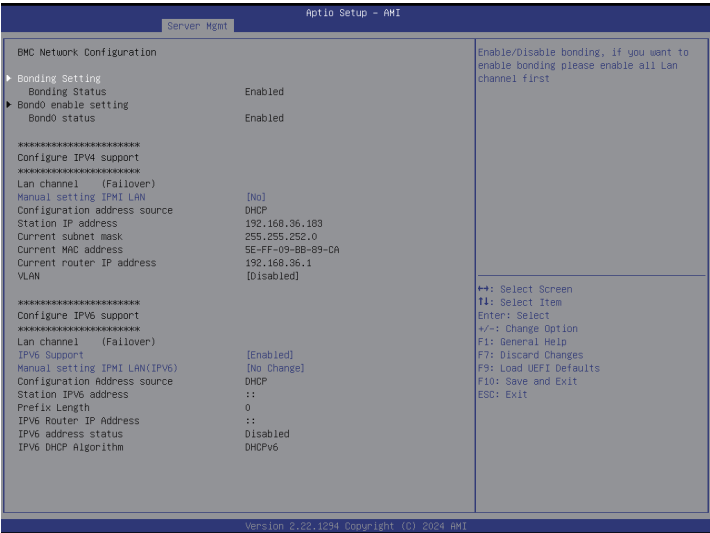 Aptio Setup – AMI
Server Mgmt
BMC Network Configuration
Bonding Setting
Bonding Status Enabled
Bond0 enable setting
Bond0 status Enabled
***********************
Configure IPV4 support
***********************
Lan channel (Failover)
Manual setting IPMI LAN [No]
Configuration address source DHCP
Station IP address 192.168.36.183
Current subnet mask 255.255.252.0
Current MAC address 5E-FF-09-BB-89-CA
Current router IP address 192.168.36.1
VLAN [Disabled]
***********************
Configure IPV6 support
***********************
Lan channel (Failover)
IPV6 Support [Enabled]
Manual setting IPMI LAN(IPV6) [No Change]
Configuration Address source DHCP
Station IPV6 address ::
Prefix Length 0
IPV6 Router IP Address ::
IPV6 address status Disabled
IPV6 DHCP Algorithm DHCPv6
Enable/Disable bonding, if you want to
enable bonding please enable all Lan
channel first
→←: Select Screen
↑↓: Select Item
Enter: Select
+/-: Change Option
F1: General Help
F7: Discard Changes
F9: Load UEFI Defaults
F10: Save and Exit
ESC: Exit
Version 2.22.1294 Copyright (C) 2024 AMI